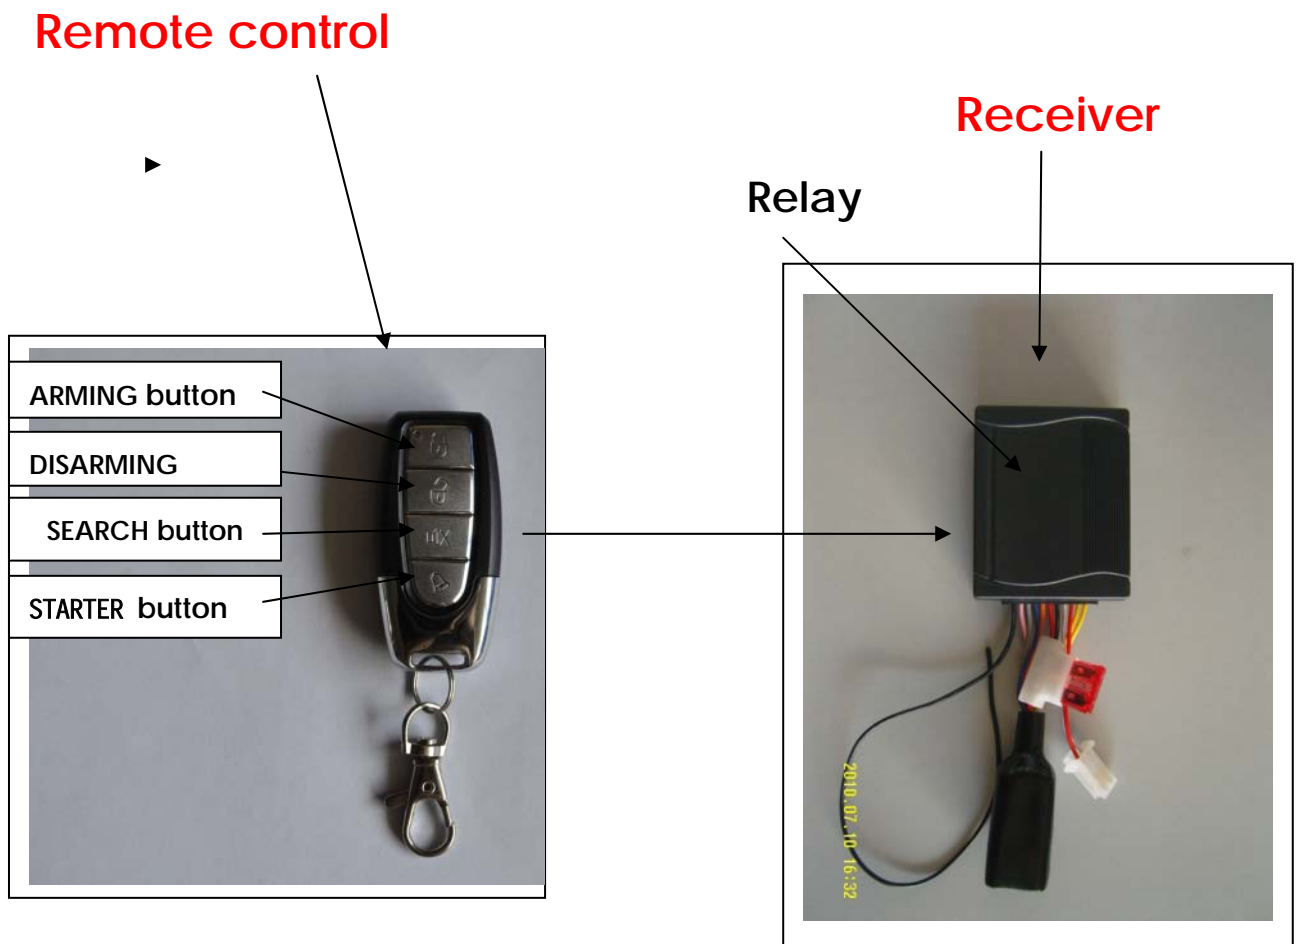 Remote control
Receiver
Relay
ARMING button
DISARMING
SEARCH button
STARTER button
2010.07.10 16:32